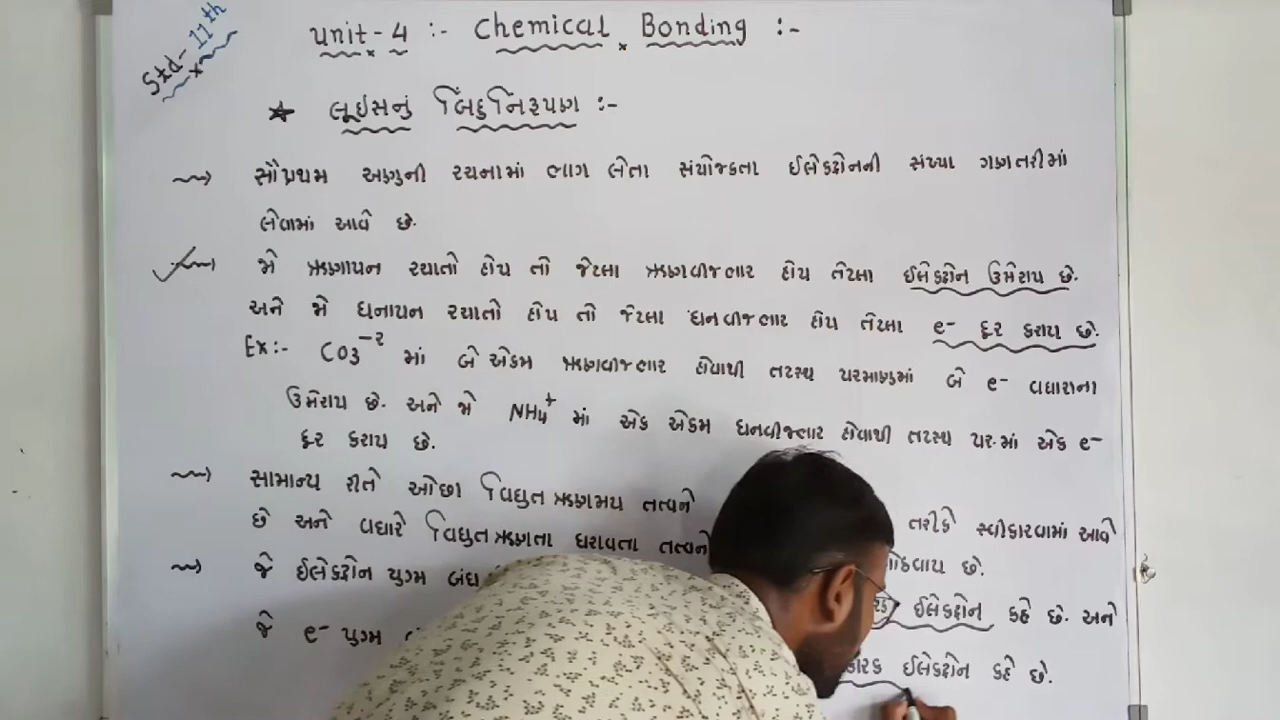 Std- 11th
Unit-4 :- Chemical Bonding :-
★ લૂઇસનું બિંદુનિરૂપણ :-
સૌપ્રથમ અણુની રચનામાં ભાગ લેતા સંયોજકતા ઈલેક્ટ્રોનની સંખ્યા ગણતરીમાં
લેવામાં આવે છે.
જો ઋણાયન રચાતો હોય તો જેટલા ઋણવીજભાર હોય તેટલા ઈલેક્ટ્રોન ઉમેરાય છે.
અને જો ધનાયન રચાતો હોય તો જેટલા ધનવીજભાર હોય તેટલા e- દૂર કરાય છે.
Ex:- CO3-2 માં બે એકમ ઋણવીજભાર હોવાથી તટસ્થ પરમાણુમાં બે e- વધારાના
ઉમેરાય છે. અને જો NH4+ માં એક એકમ ધનવીજભાર હોવાથી તટસ્થ પર.માં એક e-
દૂર કરાય છે.
સામાન્ય રીતે ઓછા વિદ્યુત ઋણમય તત્વને તરીકે સ્વીકારવામાં આવે
છે અને વધારે વિદ્યુતઋણતા ધરાવતા તત્વને ગોઠવાય છે.
જે ઈલેક્ટ્રોન યુગ્મ બંધ ઈલેક્ટ્રોન કહે છે. અને
જે e- યુગ્મ કારક ઈલેક્ટ્રોન કહે છે.